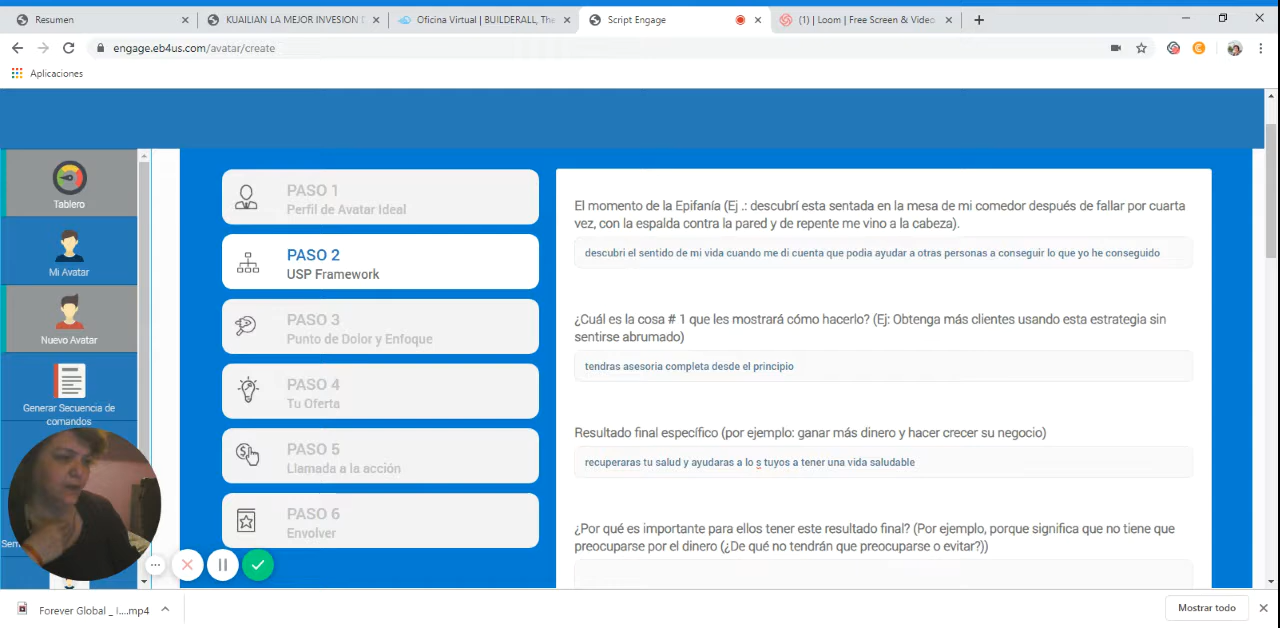 Resumen
KUAILIAN LA MEJOR INVESION D
Oficina Virtual | BUILDERALL, The
Script Engage
(1) | Loom | Free Screen & Video
engage.eb4us.com/avatar/create
Aplicaciones
Tablero
Mi Avatar
Nuevo Avatar
Generar Secuencia de
comandos
Sem
PASO 1
Perfil de Avatar Ideal
PASO 2
USP Framework
PASO 3
Punto de Dolor y Enfoque
PASO 4
Tu Oferta
PASO 5
Llamada a la acción
PASO 6
Envolver
El momento de la Epifanía (Ej .: descubrí esta sentada en la mesa de mi comedor después de fallar por cuarta
vez, con la espalda contra la pared y de repente me vino a la cabeza).
descubri el sentido de mi vida cuando me di cuenta que podia ayudar a otras personas a conseguir lo que yo he conseguido
¿Cuál es la cosa # 1 que les mostrará cómo hacerlo? (Ej: Obtenga más clientes usando esta estrategia sin
sentirse abrumado)
tendras asesoria completa desde el principio
Resultado final específico (por ejemplo: ganar más dinero y hacer crecer su negocio)
recuperaras tu salud y ayudaras a lo s tuyos a tener una vida saludable
¿Por qué es importante para ellos tener este resultado final? (Por ejemplo, porque significa que no tiene que
preocuparse por el dinero (¿De qué no tendrán que preocuparse o evitar?))
Forever Global _ I....mp4
Mostrar todo